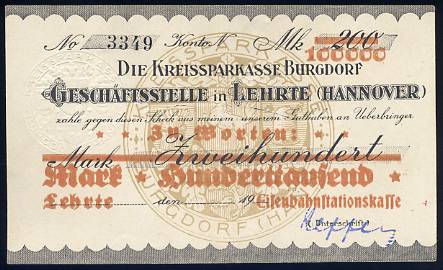 No 3349 Konto N. Mk 200
100000
DIE KREISSPARKASSE BURGDORF
GESCHÄFTSSTELLE in LEHRTE (HANNOVER)
zahle gegen diesen Scheck aus meinem unserem Guthaben an Ueberbringer
In Worten:
Mark Zweihundert
Mark Hunderttausend
Lehrte den 19 Eisenbahnstationskasse
(Unterschrift)